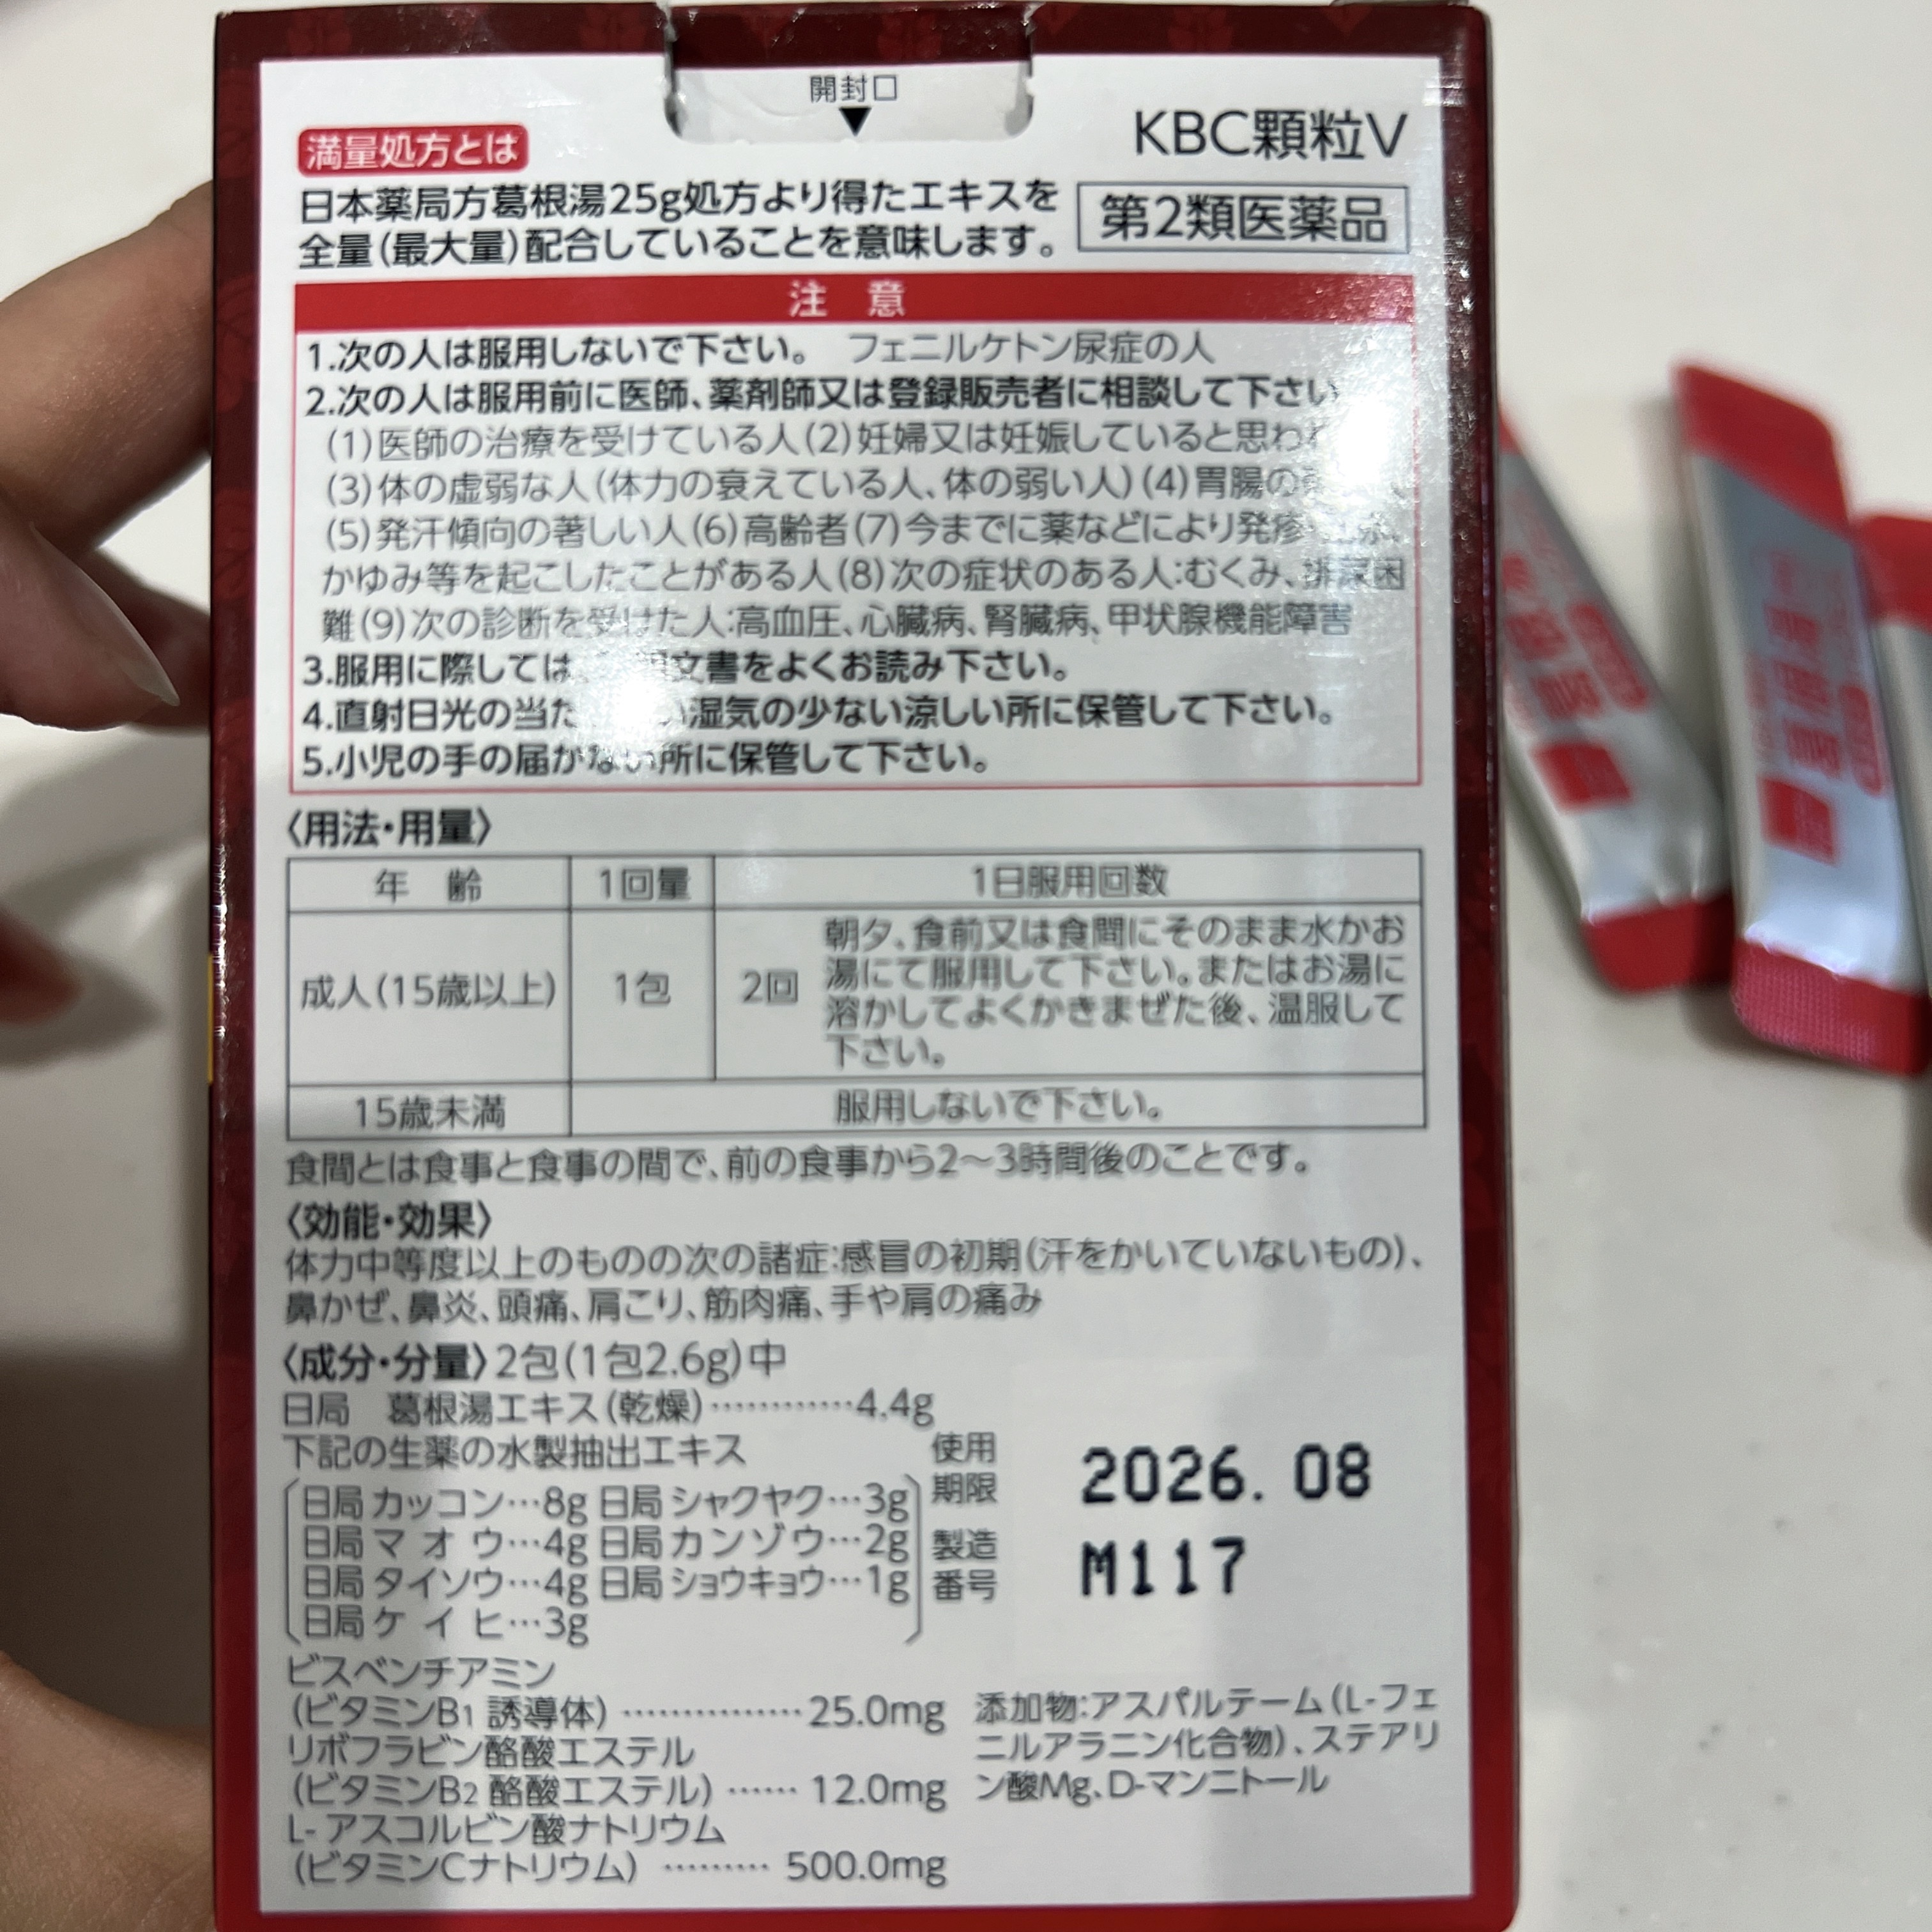 開封口
KBC顆粒V
満量処方とは
日本薬局方葛根湯25g処方より得たエキスを
全量(最大量)配合していることを意味します。
第2類医薬品
注 意
1.次の人は服用しないで下さい。 フェニルケトン尿症の人
2.次の人は服用前に医師、薬剤師又は登録販売者に相談して下さい
(1)医師の治療を受けている人(2)妊婦又は妊娠していると思わ
(3)体の虚弱な人(体力の衰えている人、体の弱い人)(4)胃腸の
(5)発汗傾向の著しい人(6)高齢者(7)今までに薬などにより発疹
かゆみ等を起こしたことがある人(8)次の症状のある人:むくみ、排尿困
難(9)次の診断を受けた人:高血圧、心臓病、腎臓病、甲状腺機能障害
3.服用に際しては 文書をよくお読み下さい。
4.直射日光の当た い湿気の少ない涼しい所に保管して下さい。
5.小児の手の届かない所に保管して下さい。
〈用法・用量〉
年 齢 1回量 1日服用回数
成人(15歳以上) 1包 2回
朝夕、食前又は食間にそのまま水かお
湯にて服用して下さい。またはお湯に
溶かしてよくかきまぜた後、温服して
下さい。
15歳未満 服用しないで下さい。
食間とは食事と食事の間で、前の食事から2〜3時間後のことです。
〈効能・効果〉
体力中等度以上のものの次の諸症:感冒の初期(汗をかいていないもの)、
鼻かぜ、鼻炎、頭痛、肩こり、筋肉痛、手や肩の痛み
〈成分・分量〉2包(1包2.6g)中
日局 葛根湯エキス(乾燥)…………4.4g
下記の生薬の水製抽出エキス
日局 カッコン…8g 日局 シャクヤク…3g
日局 マオウ…4g 日局 カンゾウ…2g
日局 タイソウ…4g 日局 ショウキョウ…1g
日局 ケイヒ…3g
ビスベンチアミン
(ビタミンB1 誘導体)……………25.0mg
リボフラビン酪酸エステル
(ビタミンB2 酪酸エステル)……12.0mg
L-アスコルビン酸ナトリウム
(ビタミンCナトリウム)………500.0mg
使用
期限
2026.08
製造
番号
M117
添加物:アスパルテーム(L-フェ
ニルアラニン化合物)、ステアリ
ン酸Mg、D-マンニトール